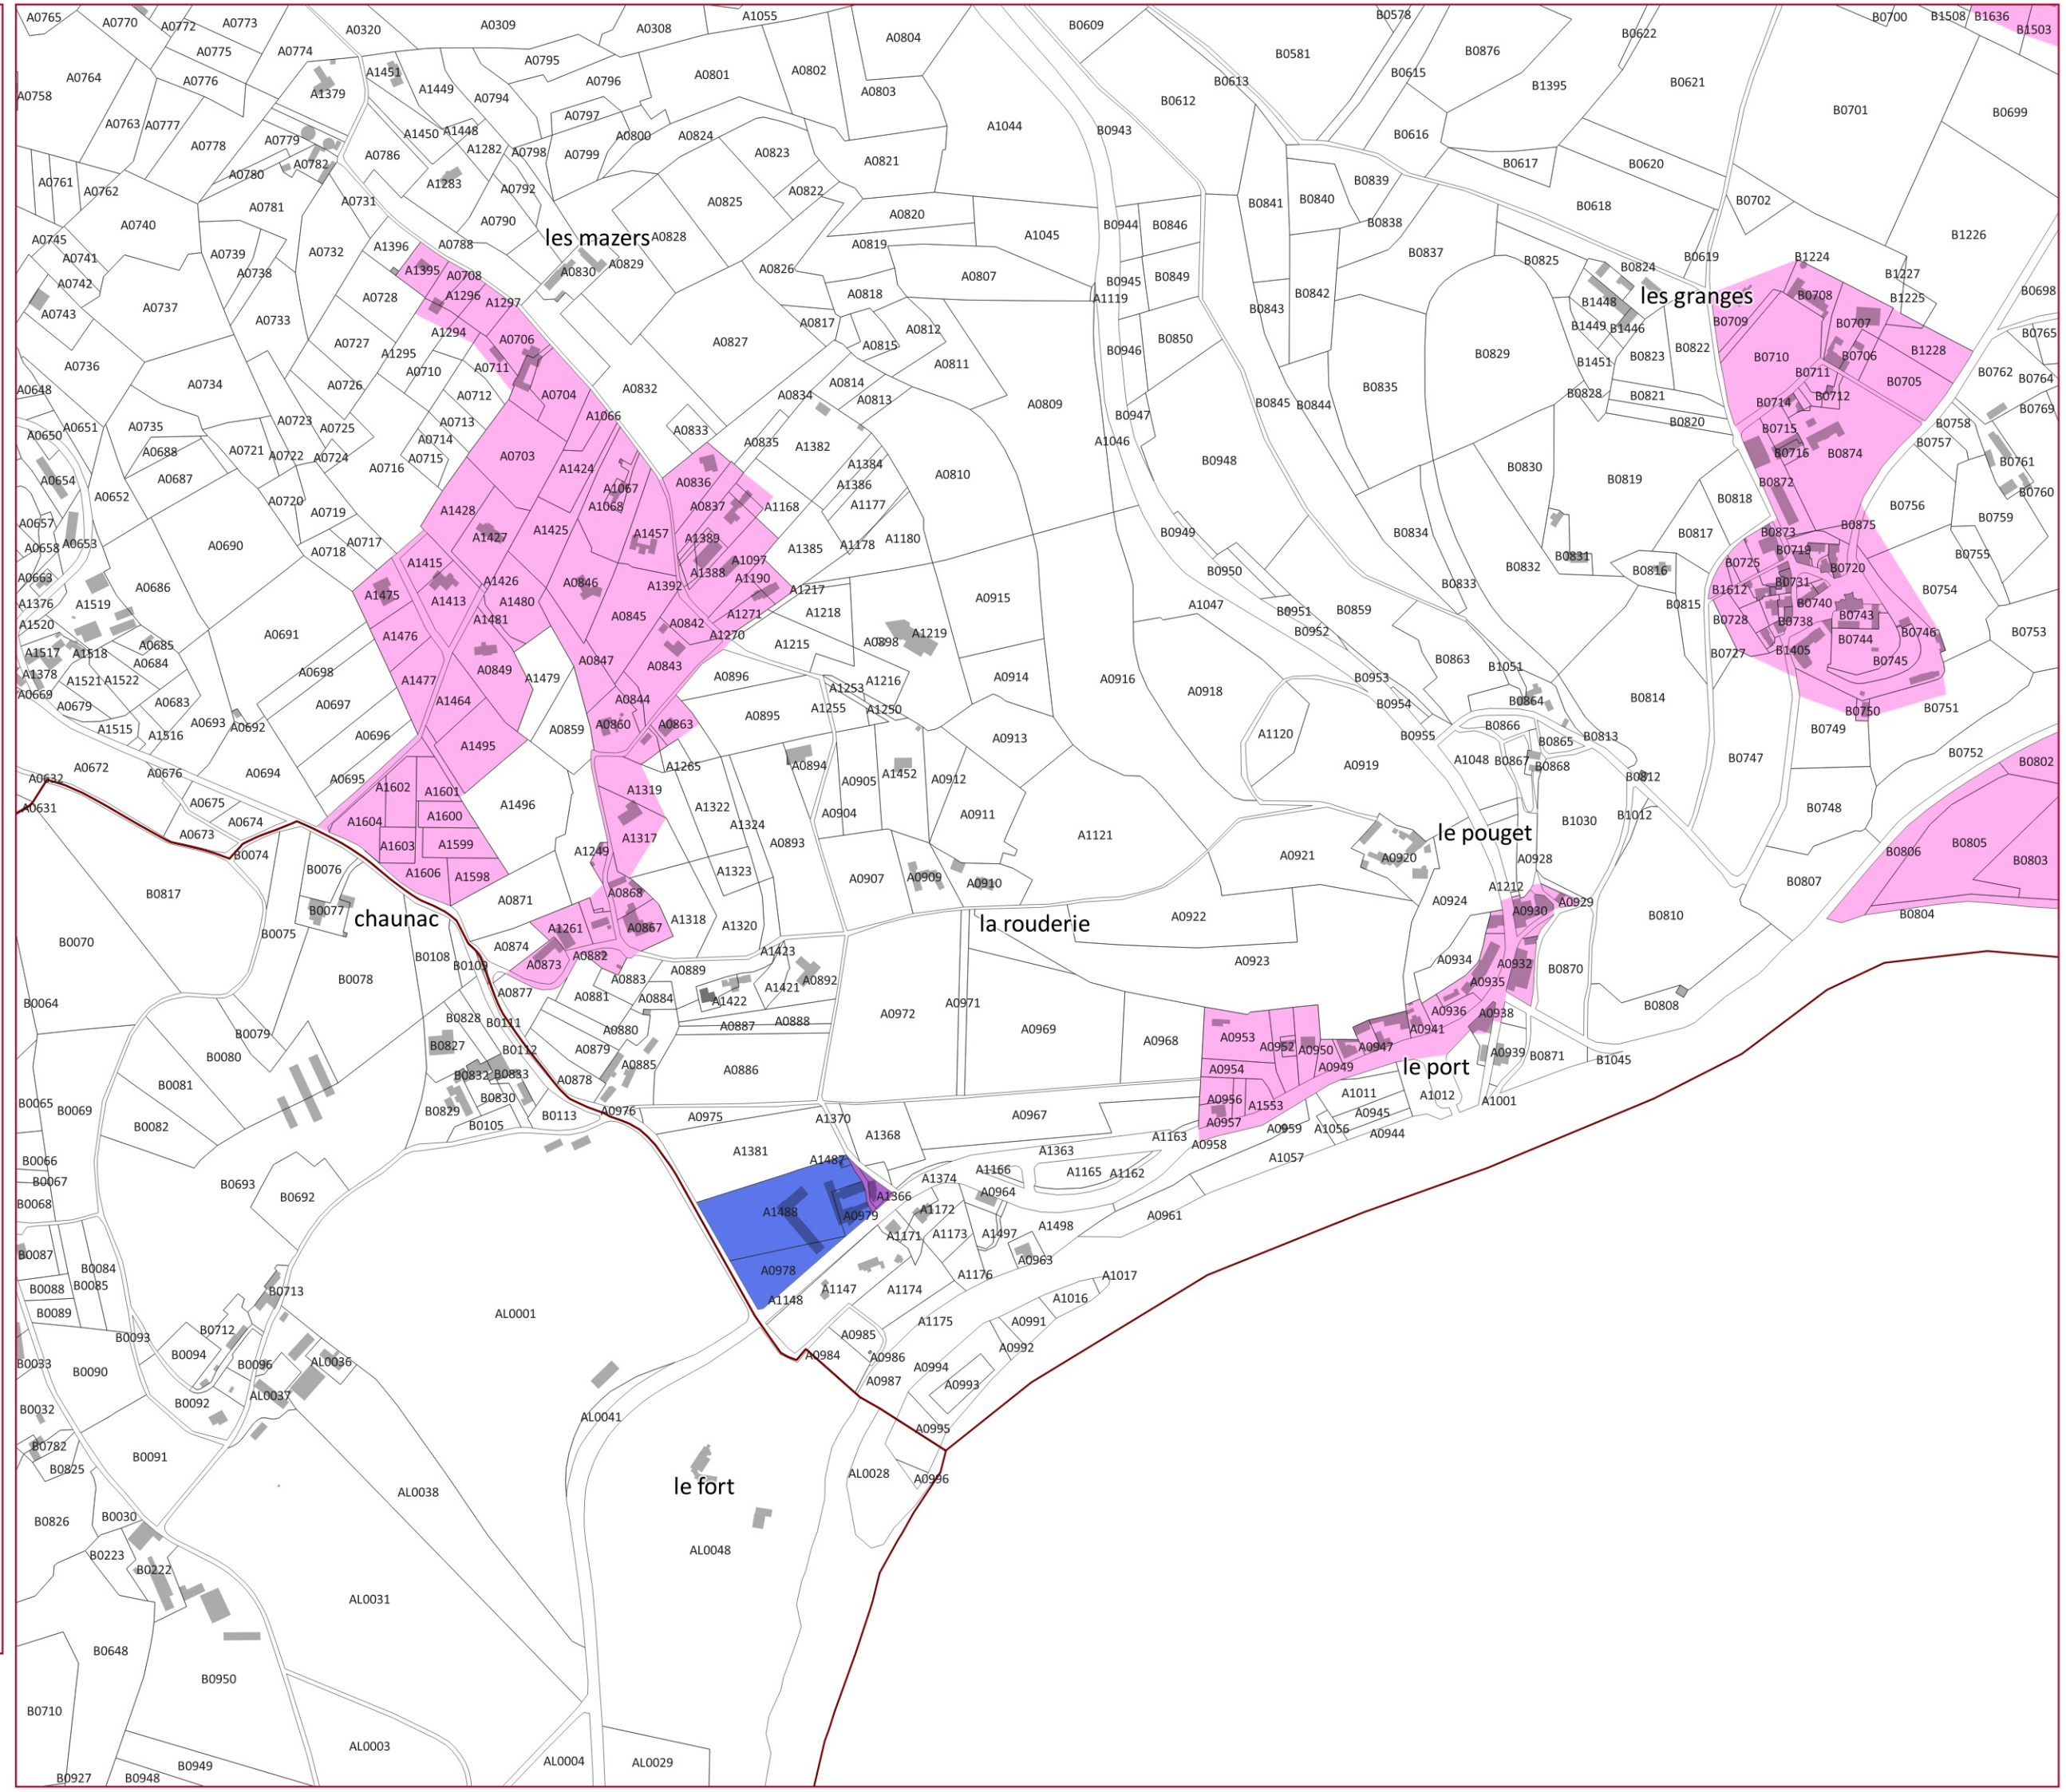 A0765 A0770 A0772 A0773 A0320 A0309 A0308 A1055 A0804 B0609 B0578 B0622 B0700 B1508 B1636
B1503
A0775 A0774 A0795 A0801 A0802 B0581 B0876
A0764 A0776 A1451 A1449 A0796 A0803 B0613 B0615 B1395 B0621 B0701 B0699
A0758 A1379 A0794 B0612
A0763 A0777 A0797 A0800 A0824 A1044 B0943 B0616
A0778 A0779 A1450 A1448 A1282 A0798 A0799 A0823 A0821 B0617 B0620
A0786 A0782 A0780 A1283 A0792 A0822 B0839
A0761 A0762 A0781 A0731 A0790 A0825 A0820 B0841 B0840 B0618 B0702
A0740 A0745 B0944 B0846 B0838
les mazers
A0828 A0819 A1045 B0837 B1226
A0741 A0739 A0738 A0732 A1396 A0788 A0830 A0829 A0826 A0807 B0945 B0849 B0825 B0824 B0619 B1224 B1227
A0742 A1395 A0708
A0743 A0737 A0728 A1296 A1297 A0818 A1119 B0843 B0842 B1448
les granges
B0708 B1225 B0698
A0733 A1294 A0706 A0817 A0812 B1449 B1446 B0709 B0707 B0765
A0727 A1295 A0827 A0815 B0946 B0850 B0829 B0823 B0822 B0710 B0706 B1228
A0736 A0710 A0711 A0811 B1451 B0711 B0762 B0764
A0648 A0734 A0726 A0712 A0704 A0832 A0834 A0814 A0813 A0809 B0845 B0844 B0835 B0828 B0821 B0820 B0714 B0712 B0705 B0769
A0650 A0651 A0735 A0723 A0725 A0713 A1066 A0833 A0835 B0947 A1046 B0715 B0758 B0757
A0688 A0721 A0722 A0724 A0714 A0715 A0716 A0703 A1424 A1382 A1384 B0948 B0830 B0716 B0874 B0761
A0654 A0652 A0687 A1067 A0836 A1386 A0810 B0819 B0872 B0760
A0720 A0719 A1428 A1068 A0837 A1168 A1177 B0818 B0756
A0657 A0658 A0653 A0690 A0718 A0717 A1427 A1425 A1457 A1389 A1385 A1178 A1180 B0949 B0834 B0817 B0873 B0875 B0759
A0663 A0686 A1415 A1426 A1388 A1097 B0950 B0831 B0832 B0816 B0725 B0719 B0720 B0755
A1376 A1519 A1475 A1413 A1480 A0846 A1392 A1190 A1217 A0915 A1047 B0951 B0859 B0833 B0815 B1612 B0731 B0740 B0754
A1520 A0691 A1476 A1481 A0845 A0842 A1271 A1270 A1218 B0952 B0728 B0738 B0743
A1517 A1518 A0685 A0684 A1215 A0898 A1219 B0744 B0746 B0753
A1378 A1521 A1522 A0698 A1477 A0849 A1479 A0847 A0843 A0896 A1216 A0914 A0916 A0918 B0953 B0863 B1051 B0727 B1405 B0745
A0669 A0679 A0683 A0697 A1464 A0844 A1253 A1255 A1250 B0954 B0864 B0814 B0750 B0751
A1515 A1516 A0693 A0692 A0696 A1495 A0859 A0860 A0863 A0895 A0913 A1120 B0955 B0866 B0865 B0813 B0749
A0672 A0676 A0694 A0695 A1265 A0894 A0905 A1452 A0912 A0919 A1048 B0867 B0868 B0812 B0747 B0752 B0802
A0632 A0631 A0675 A1602 A1601 A1496 A1319 A1322 A0904 A0911 B0748
A0673 A0674 A1604 A1600 A1317 A1324 A0893 A1121
le pouget
B1030 B1012 B0805
B0074 B0076 A1603 A1599 A1249 A1323 A0907 A0909 A0910 A0921 A0920 A0928 B0806 B0803
B0817 A1606 A1598 A0871 A0868 A1212 A0924 A0929 B0807
B0077
chaunac
A1318 A1320
la rouderie
A0922 A0930 B0810 B0804
B0070 B0075 A0874 A1261 A0867 A0882 A1423 A0923 A0934 A0932 B0870
B0108 B0109 A0873 A0883 A0889 A1421 A0892 A0935
B0078 A0877 A0881 A0884 A1422 A0971 B0808
B0064 B0079 B0828 B0111 A0880 A0887 A0888 A0972 A0969 A0968 A0953 A0936 A0938
B0080 B0827 B0112 A0879 A0952 A0950 A0947 A0941 A0939 B0871 B1045
B0081 B0832 B0833 A0878 A0885 A0886 A0954 A0949
le port
B0065 B0069 B0829 B0830 A0976 A0975 A0967 A0956 A1553 A1011 A1012 A1001
B0082 B0105 B0113 A1370 A1368 A1163 A0957 A0958 A0959 A1056 A0945 A0944
B0066 B0067 B0693 A1381 A1487 A1363 A1057
B0068 B0692 A1488 A1366 A1374 A1166 A1165 A1162
A0979 A1172 A0964 A0961
B0087 B0084 A1171 A1173 A1497 A1498
B0088 B0085 B0713 A0978 A1147 A1174 A1176 A0963 A1017
B0089 B0093 B0712 AL0001 A1148 A1175 A0991 A1016
B0033 B0090 B0094 B0096 AL0036 A0984 A0985 A0986 A0994 A0992
B0032 B0092 AL0037 AL0041 A0987 A0993
B0782 B0825 B0091 A0995
AL0038
le fort
AL0028 A0996
B0826 B0030
B0223 B0222 AL0048
AL0031
B0648 B0950
B0710
AL0003 AL0004 AL0029
B0927 B0948 B0949